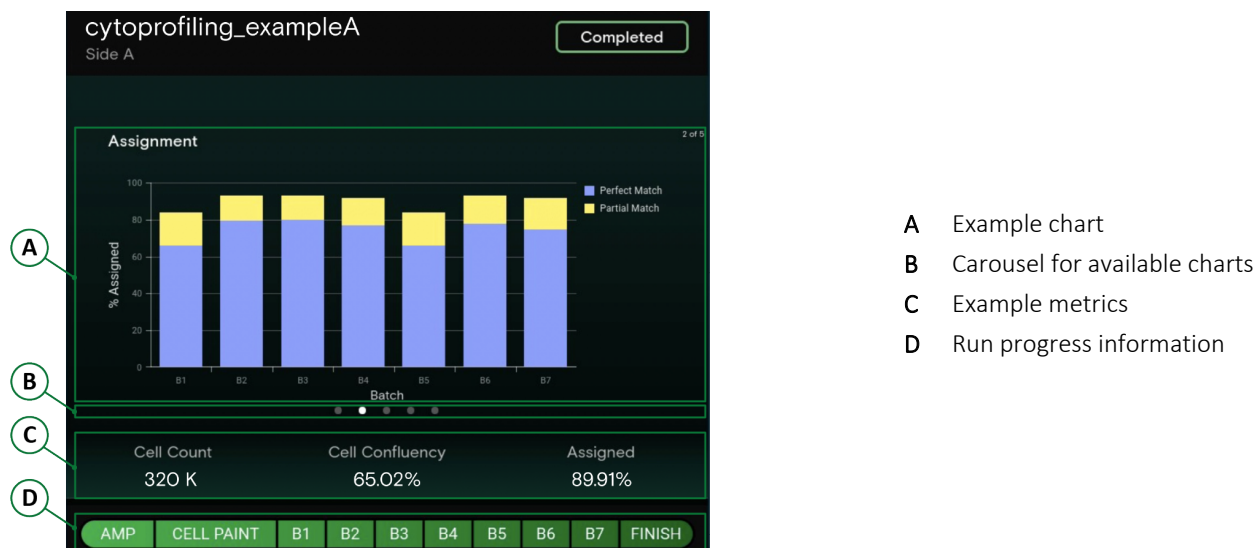 cytoprofiling_exampleA
Side A
Completed
Assignment
2 of 5
100
80
60
40
20
0
% Assigned
Perfect Match
Partial Match
B1 B2 B3 B4 B5 B6 B7
Batch
Cell Count Cell Confluency Assigned
320 K 65.02% 89.91%
AMP CELL PAINT B1 B2 B3 B4 B5 B6 B7 FINISH
A
B
C
D
A Example chart
B Carousel for available charts
C Example metrics
D Run progress information